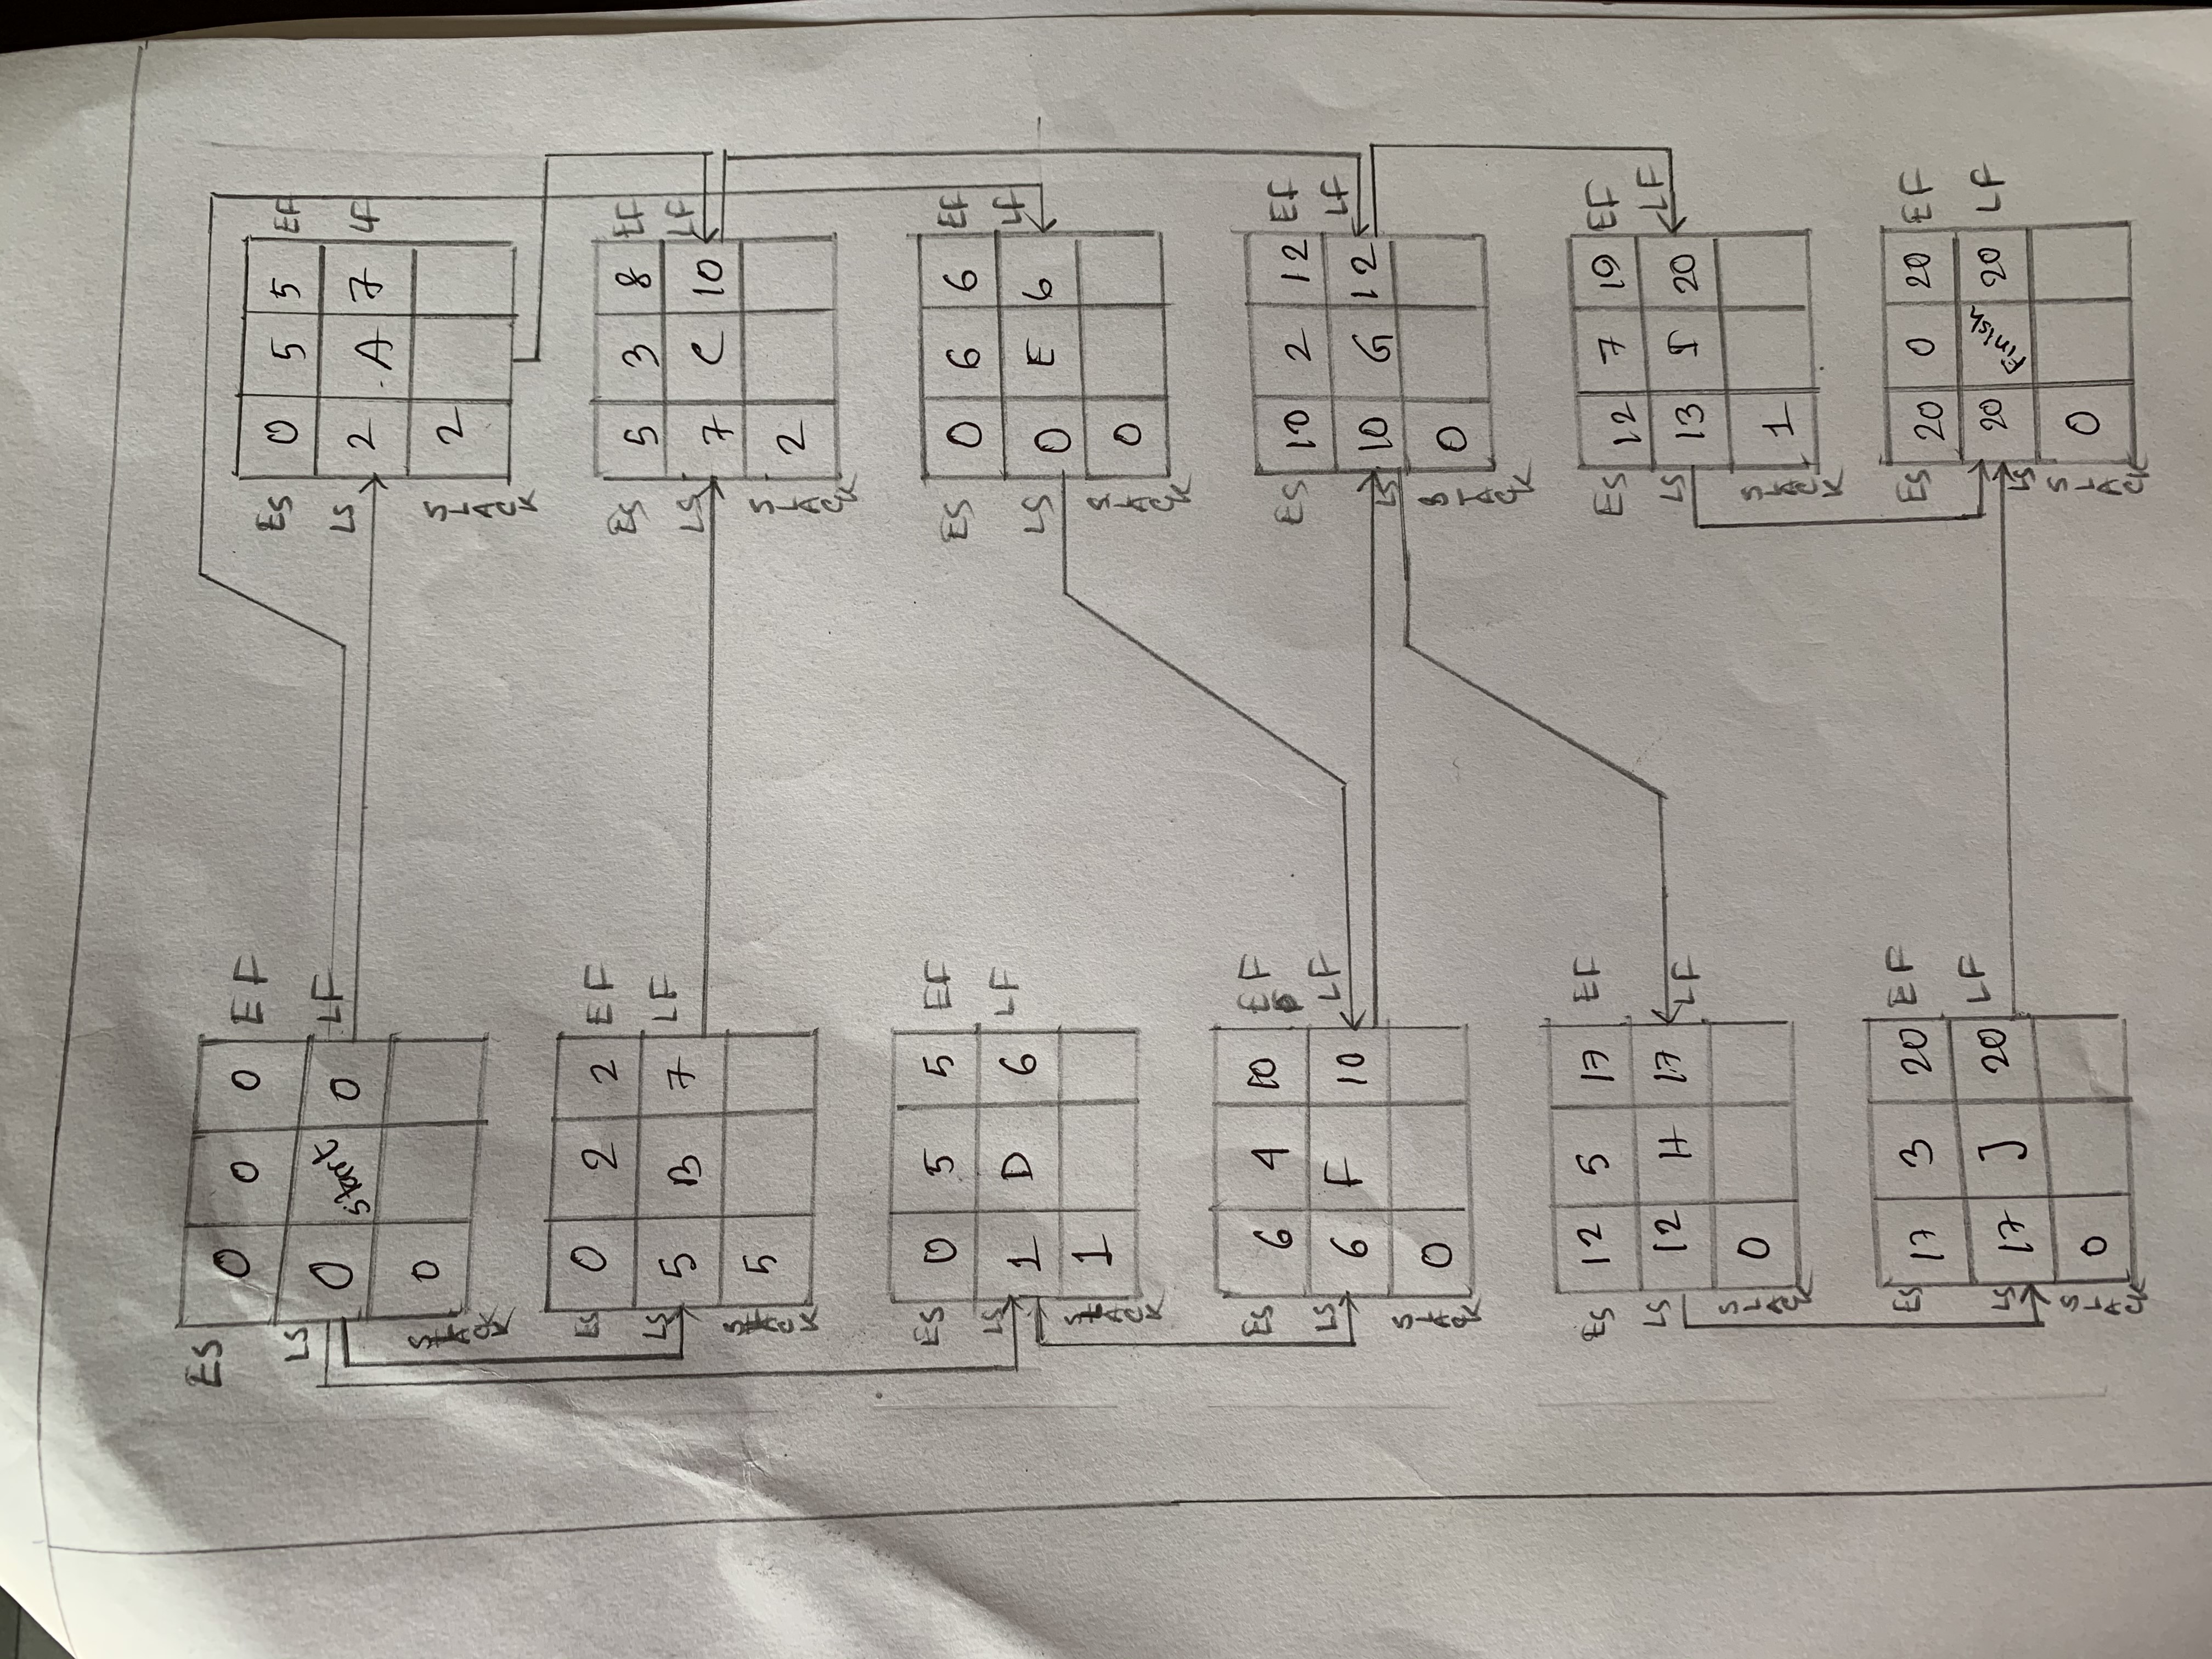 ES 0 0 0 EF
LS 0 Start 0 LF
SLACK 0
ES 0 5 5 EF
LS 2 A 7 LF
SLACK 2
ES 0 2 2 EF
LS 5 B 7 LF
SLACK 5
ES 5 3 8 EF
LS 7 C 10 LF
SLACK 2
ES 0 5 5 EF
LS 1 D 6 LF
SLACK 1
ES 0 6 6 EF
LS 0 E 6 LF
SLACK 0
ES 6 4 10 EF
LS 6 F 10 LF
SLACK 0
ES 10 2 12 EF
LS 10 G 12 LF
SLACK 0
ES 12 5 17 EF
LS 12 H 17 LF
SLACK 0
ES 12 7 19 EF
LS 13 I 20 LF
SLACK 1
ES 17 3 20 EF
LS 17 J 20 LF
SLACK 0
ES 20 0 20 EF
LS 20 Finish 20 LF
SLACK 0